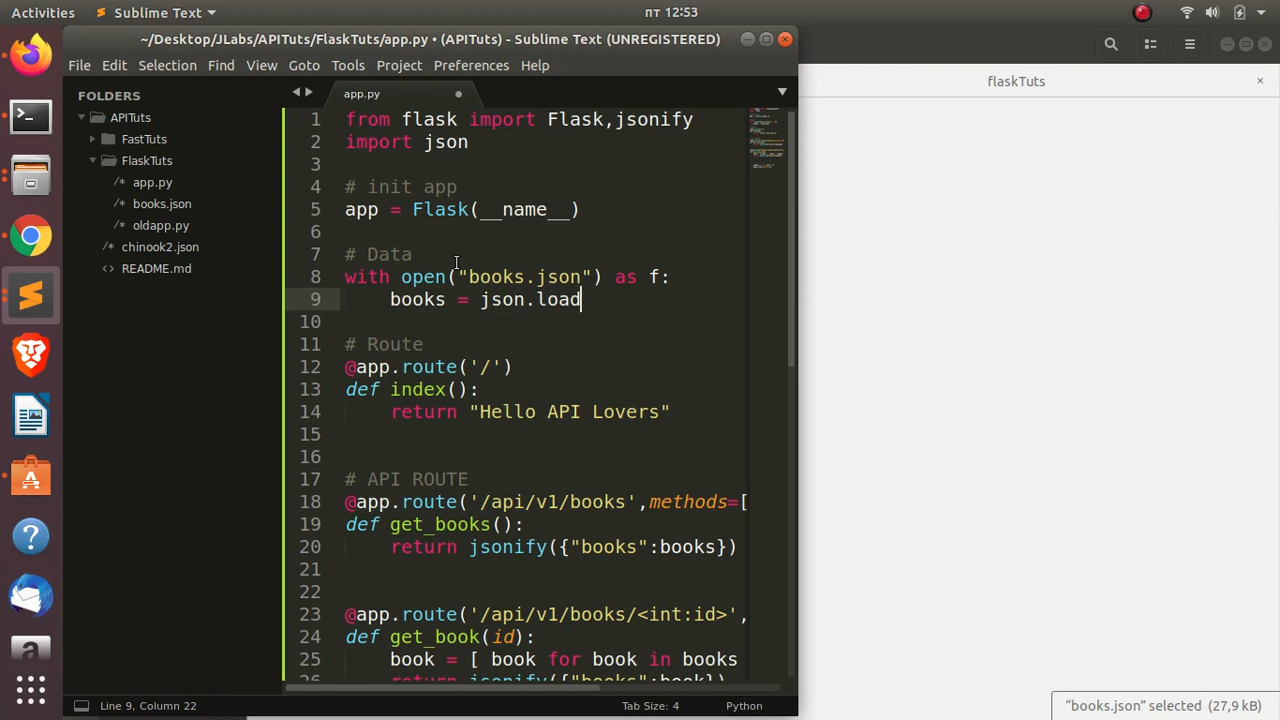 Activities
Sublime Text
пт 12:53
~/Desktop/JLabs/APITuts/FlaskTuts/app.py • (APITuts) - Sublime Text (UNREGISTERED)
File Edit Selection Find View Goto Tools Project Preferences Help
flaskTuts
FOLDERS
APITuts
FastTuts
FlaskTuts
/* app.py
/* books.json
/* oldapp.py
/* chinook2.json
/* README.md
app.py
1 from flask import Flask,jsonify
2 import json
3
4 # init app
5 app = Flask(__name__)
6
7 # Data
8 with open("books.json") as f:
9 books = json.load
10
11 # Route
12 @app.route('/')
13 def index():
14 return "Hello API Lovers"
15
16
17 # API ROUTE
18 @app.route('/api/v1/books',methods=[
19 def get_books():
20 return jsonify({"books":books})
21
22
23 @app.route('/api/v1/books/<int:id>',
24 def get_book(id):
25 book = [ book for book in books
26 return jsonify({"books":book})
Line 9, Column 22
Tab Size: 4
Python
"books.json" selected (27,9 kB)